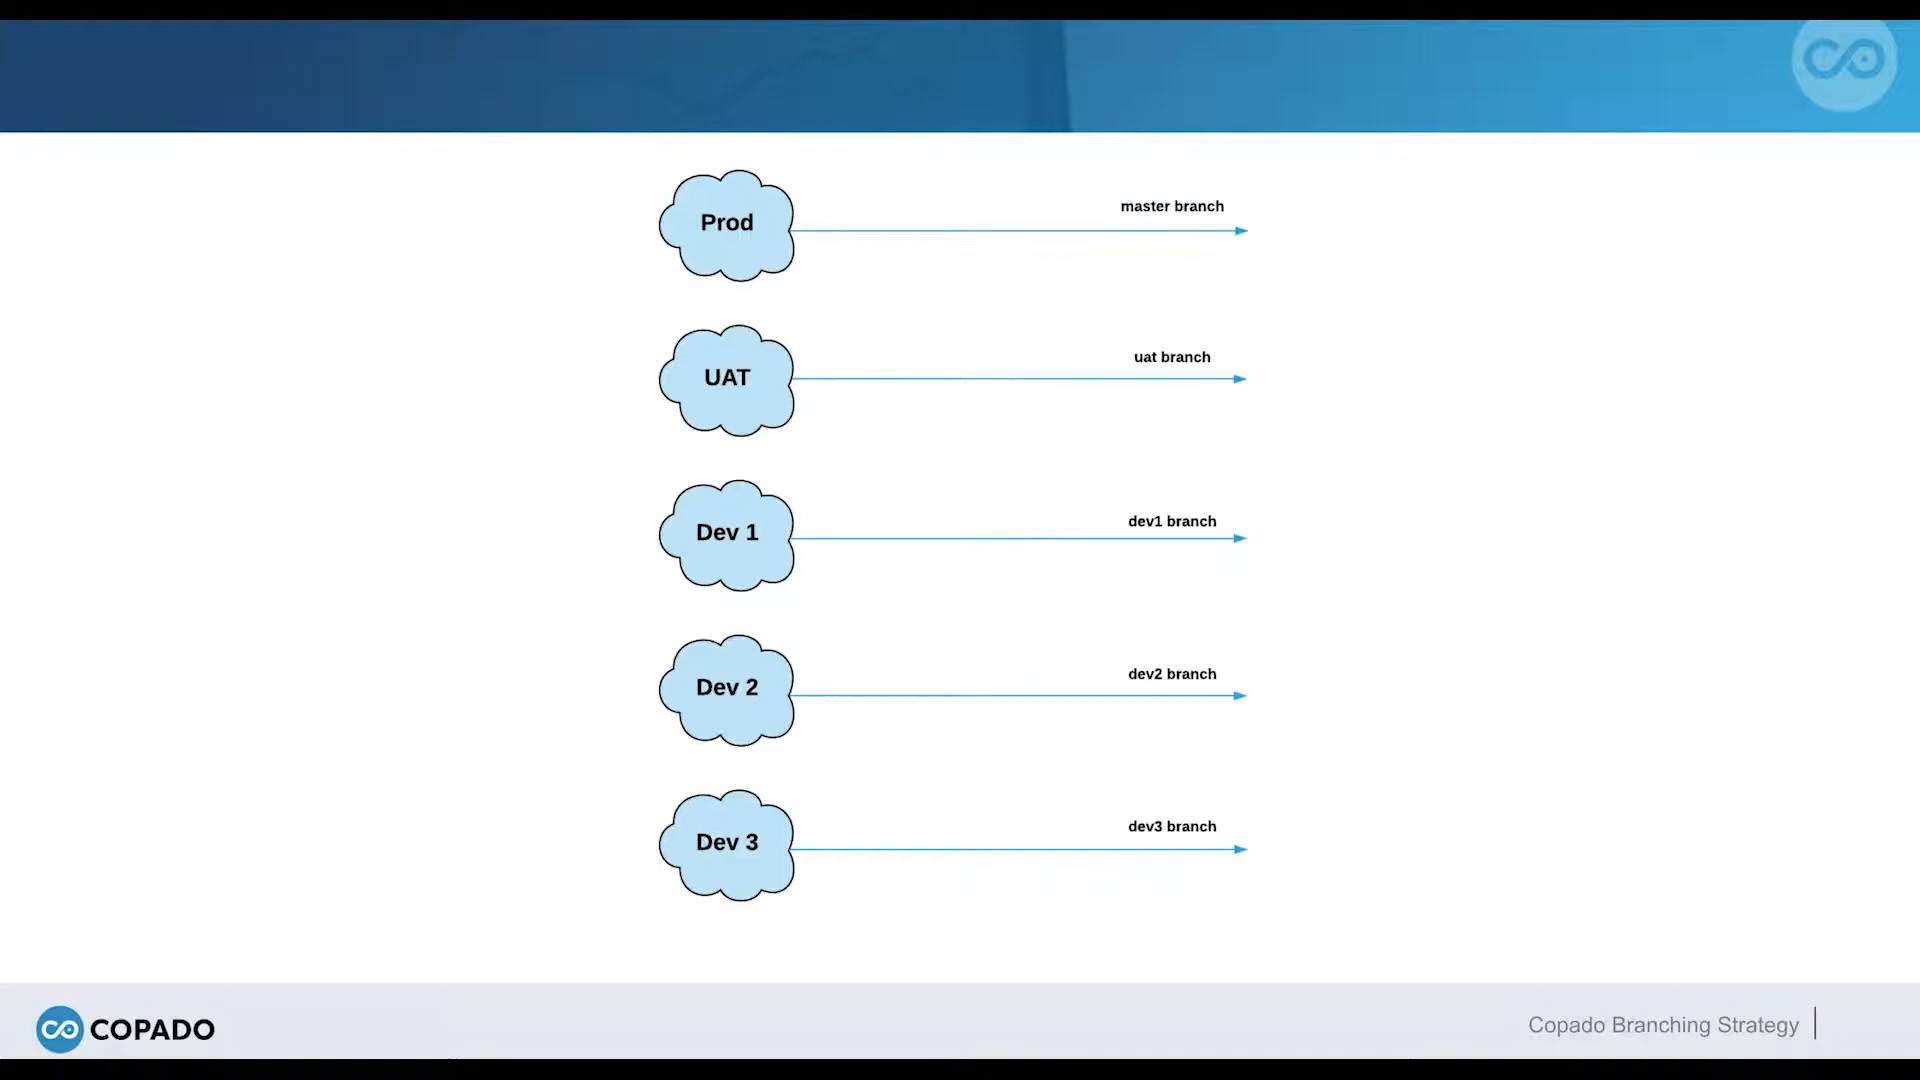 Prod
master branch
UAT
uat branch
Dev 1
dev1 branch
Dev 2
dev2 branch
Dev 3
dev3 branch
COPADO
Copado Branching Strategy